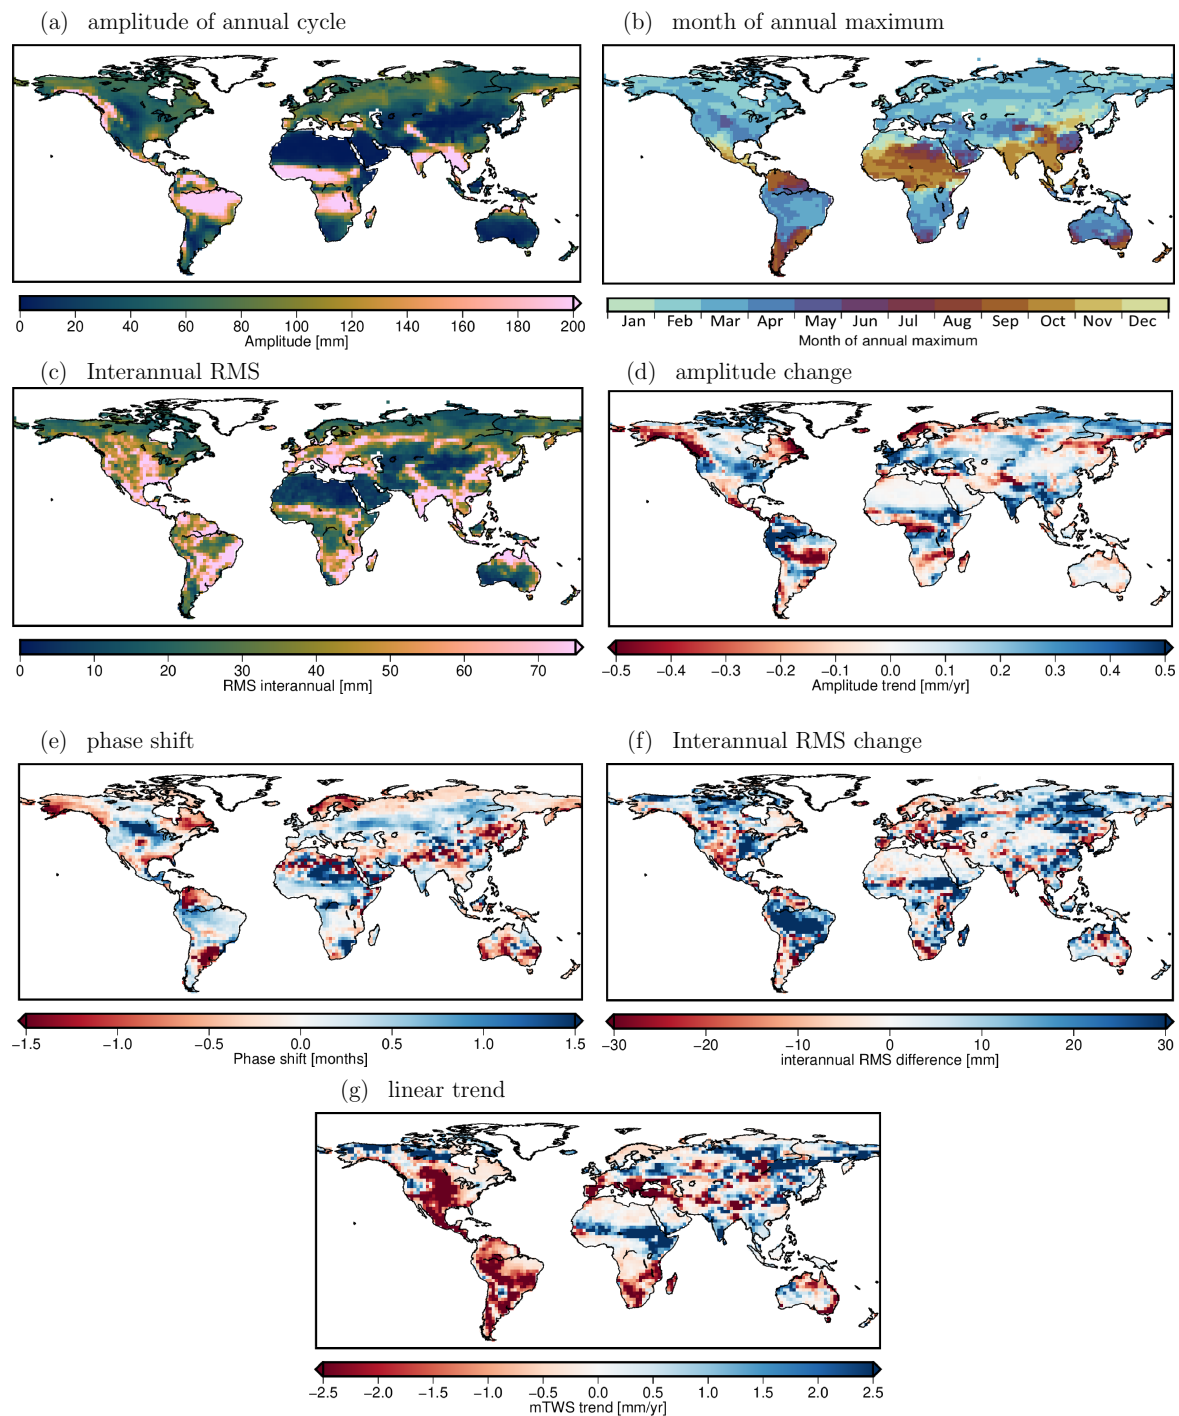 (a) amplitude of annual cycle
(b) month of annual maximum
0 20 40 60 80 100 120 140 160 180 200
Amplitude [mm]
Jan Feb Mar Apr May Jun Jul Aug Sep Oct Nov Dec
Month of annual maximum
(c) Interannual RMS
(d) amplitude change
0 10 20 30 40 50 60 70
RMS interannual [mm]
−0.5 −0.4 −0.3 −0.2 −0.1 0.0 0.1 0.2 0.3 0.4 0.5
Amplitude trend [mm/yr]
(e) phase shift
(f) Interannual RMS change
−1.5 −1.0 −0.5 0.0 0.5 1.0 1.5
Phase shift [months]
−30 −20 −10 0 10 20 30
interannual RMS difference [mm]
(g) linear trend
−2.5 −2.0 −1.5 −1.0 −0.5 0.0 0.5 1.0 1.5 2.0 2.5
mTWS trend [mm/yr]